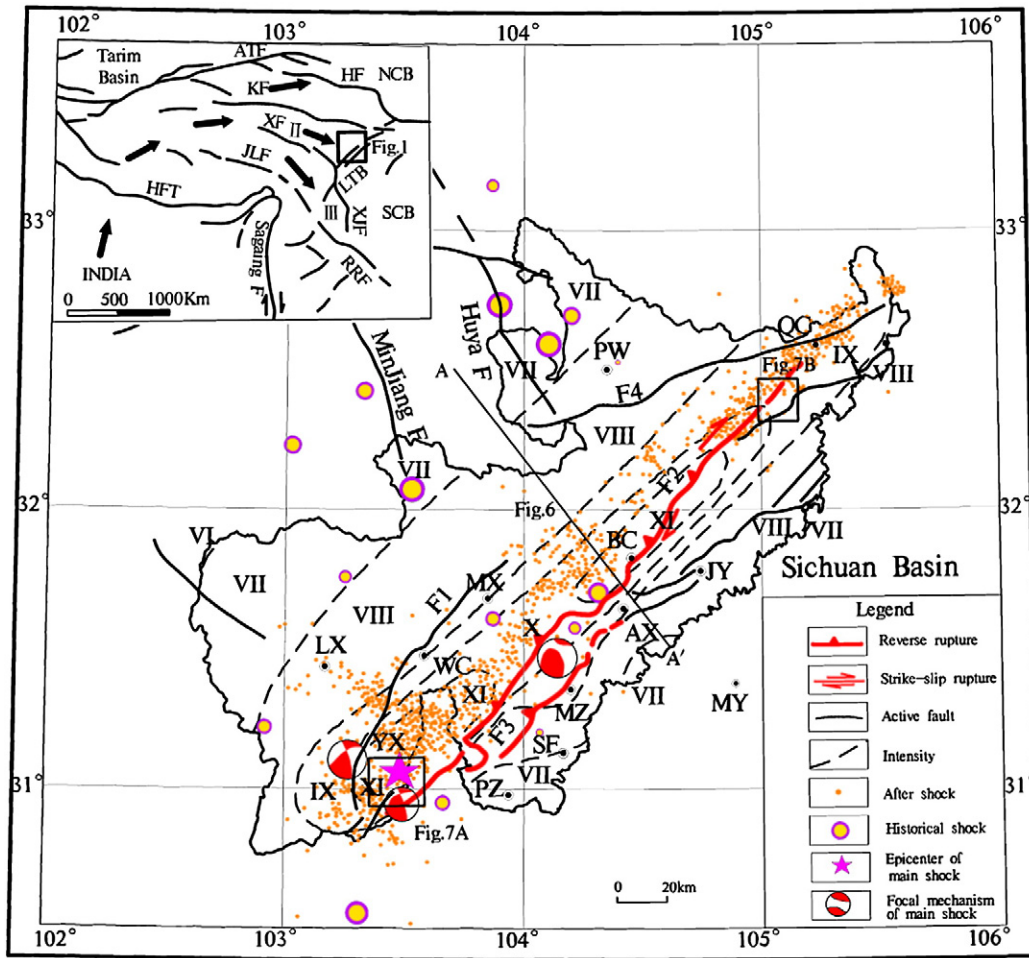 102° 103° 104° 105° 106°
102
Tarim
Basin
ATF
HF
NCB
KF
XF
II
Fig.1
JLF
LTB
HFT
III
XJF
SCB
Sagaing F
RRF
INDIA
0 500 1000Km
33°
33°
VII
Huya F
MinJiang F
A
VII
PW
QG
IX
Fig.7B
VIII
F4
VIII
VII
32°
32°
F2
Fig.6
XI
VI
BC
VIII
VII
VII
MX
JY
Sichuan Basin
VIII
F1
X
AX
LX
WC
A'
VII
XI
MZ
MY
F3
YX
SF
31°
31°
VII
IX
XI
PZ
Fig.7A
0 20km
102° 103° 104° 105° 106°
Legend
Reverse rupture
Strike-slip rupture
Active fault
Intensity
After shock
Historical shock
Epicenter of
main shock
Focal mechanism
of main shock